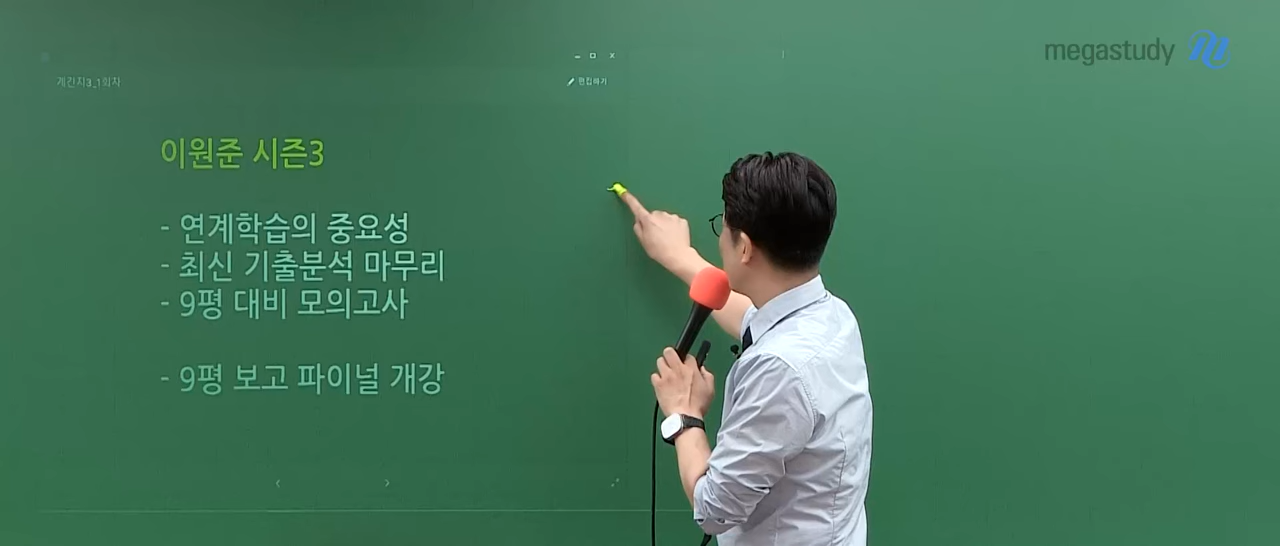 megastudy
계간지3_1회차
편집하기
이원준 시즌3
- 연계학습의 중요성
- 최신 기출분석 마무리
- 9평 대비 모의고사
- 9평 보고 파이널 개강